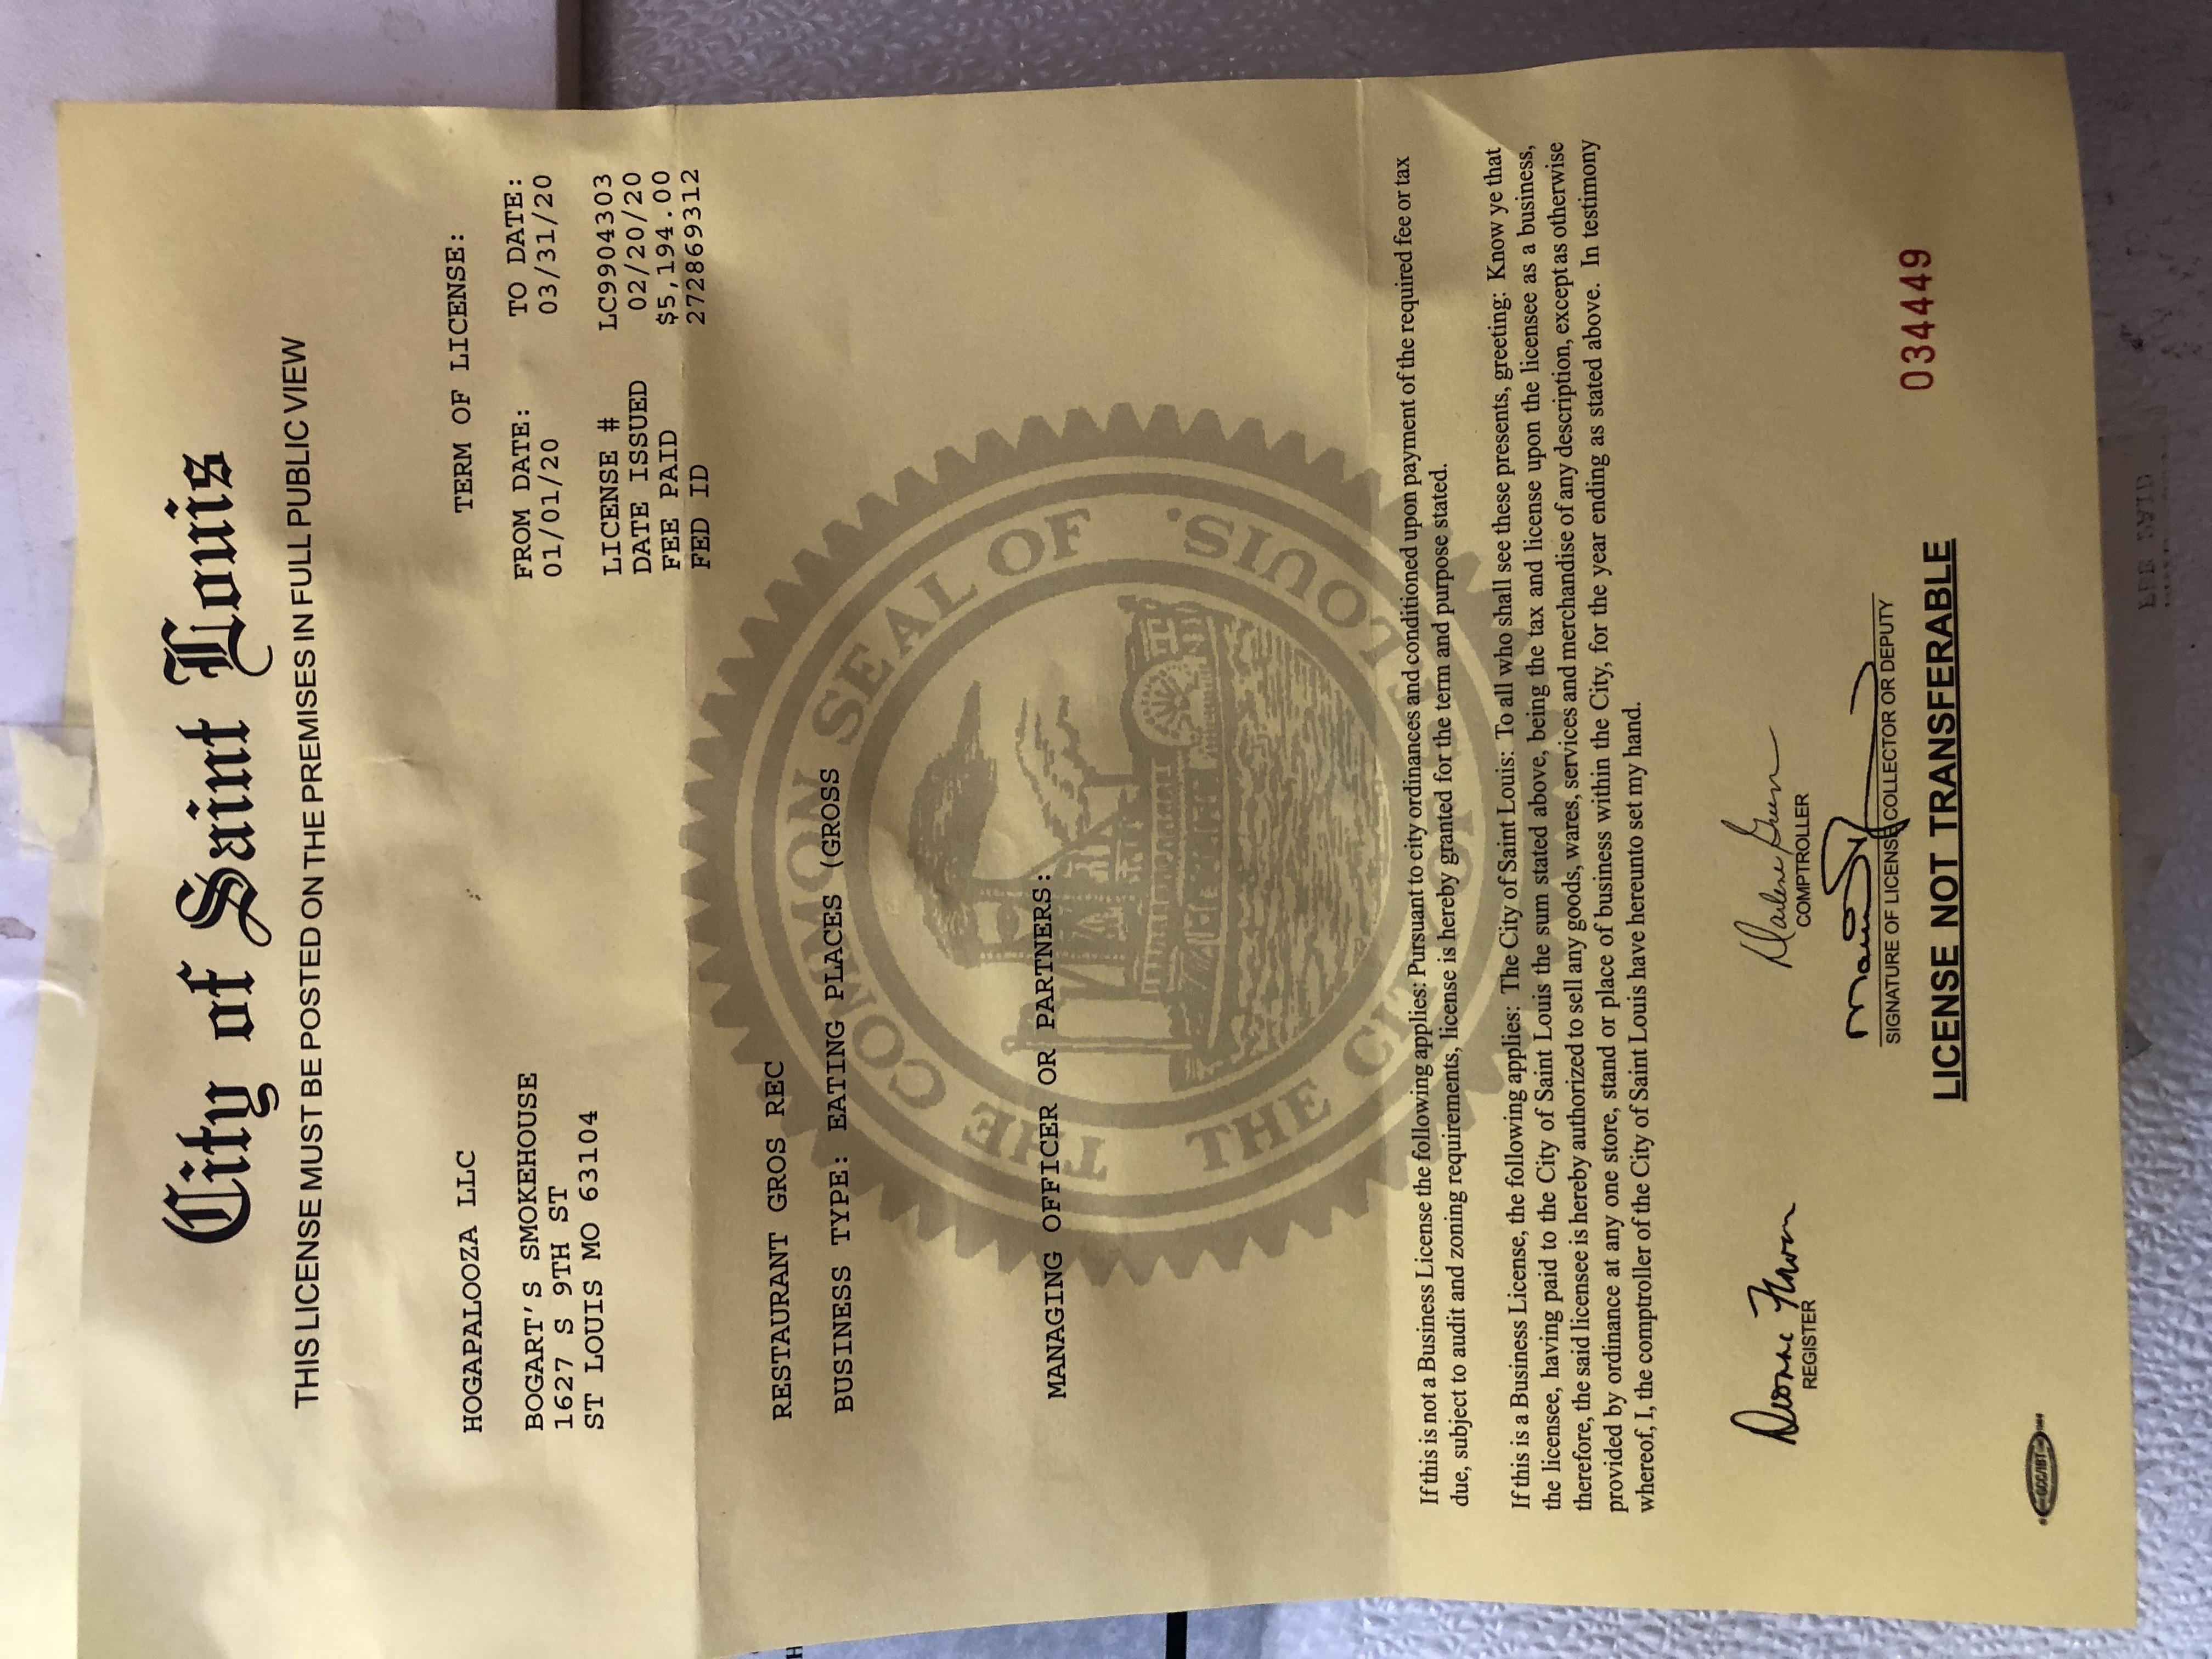 City of Saint Louis
THIS LICENSE MUST BE POSTED ON THE PREMISES IN FULL PUBLIC VIEW
TERM OF LICENSE:
HOGAPALOOZA LLC
FROM DATE: TO DATE:
01/01/20 03/31/20
BOGART'S SMOKEHOUSE
1627 S 9TH ST
ST LOUIS MO 63104
LICENSE # LC9904303
DATE ISSUED 02/20/20
FEE PAID $5,194.00
FED ID 272869312
RESTAURANT GROS REC
BUSINESS TYPE: EATING PLACES (GROSS
MANAGING OFFICER OR PARTNERS:
THE COMMON SEAL OF
THE CITY OF ST. LOUIS.
If this is not a Business License the following applies: Pursuant to city ordinances and conditioned upon payment of the required fee or tax
due, subject to audit and zoning requirements, license is hereby granted for the term and purpose stated.
If this is a Business License, the following applies: The City of Saint Louis: To all who shall see these presents, greeting: Know ye that
the licensee, having paid to the City of Saint Louis the sum stated above, being the tax and license upon the licensee as a business,
therefore, the said licensee is hereby authorized to sell any goods, wares, services and merchandise of any description, except as otherwise
provided by ordinance at any one store, stand or place of business within the City, for the year ending as stated above. In testimony
whereof, I, the comptroller of the City of Saint Louis have hereunto set my hand.
Darlene Green
REGISTER
COMPTROLLER
SIGNATURE OF LICENSE COLLECTOR OR DEPUTY
LICENSE NOT TRANSFERABLE
034449
GCC/IBT